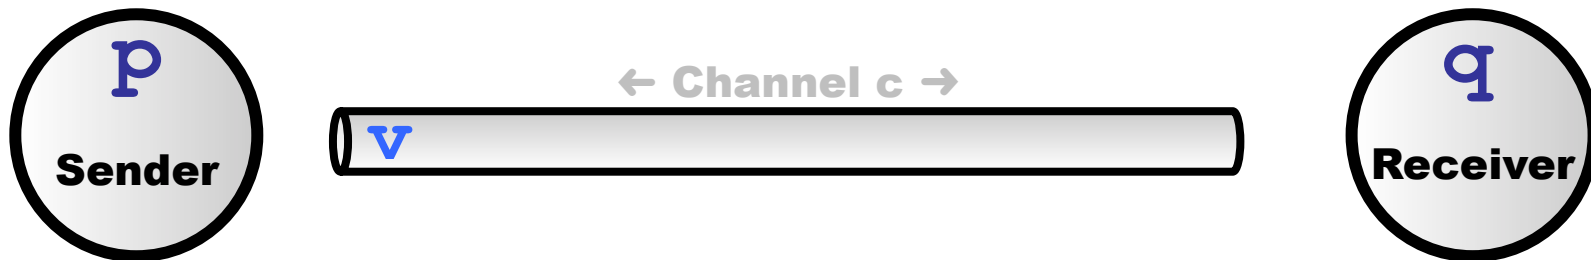 p
Sender
← Channel c →
v
q
Receiver